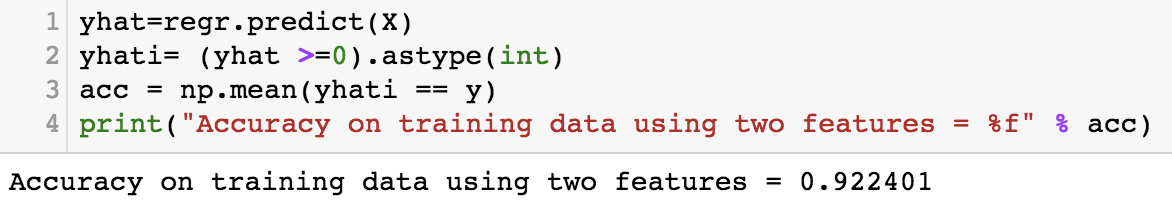 1 yhat=regr.predict(X)
2 yhati= (yhat >=0).astype(int)
3 acc = np.mean(yhati == y)
4 print("Accuracy on training data using two features = %f" % acc)
Accuracy on training data using two features = 0.922401